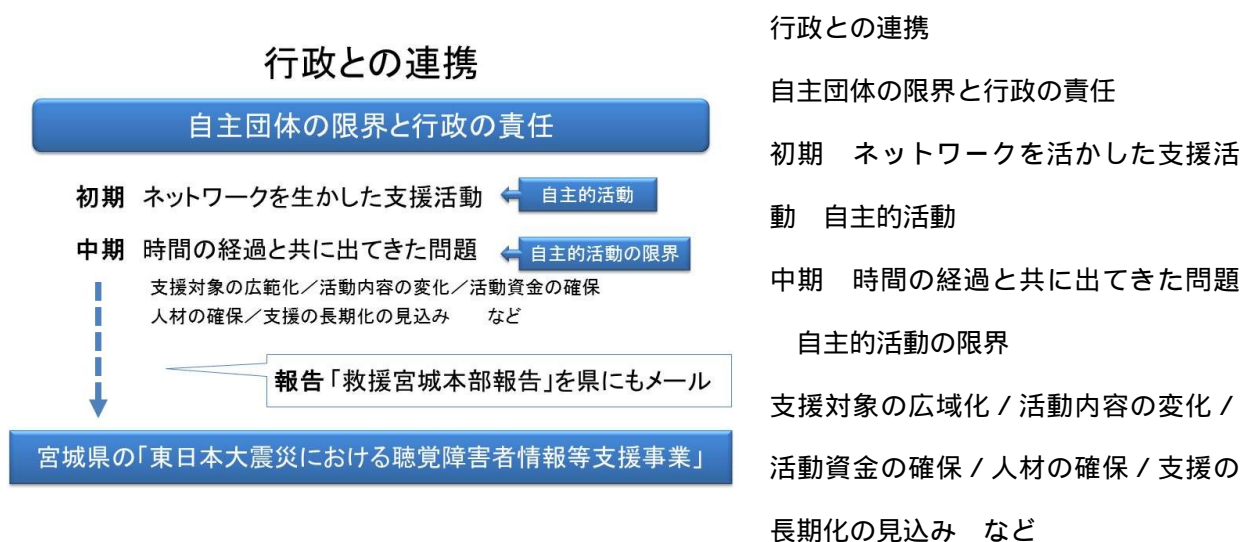 行政との連携
自主団体の限界と行政の責任
初期 ネットワークを生かした支援活動 自主的活動
中期 時間の経過と共に出てきた問題 自主的活動の限界
支援対象の広範化／活動内容の変化／活動資金の確保
人材の確保／支援の長期化の見込み　　など
報告「救援宮城本部報告」を県にもメール
宮城県の「東日本大震災における聴覚障害者情報等支援事業」
行政との連携
自主団体の限界と行政の責任
初期　ネットワークを活かした支援活
動　自主的活動
中期　時間の経過と共に出てきた問題
　自主的活動の限界
支援対象の広域化 / 活動内容の変化 /
活動資金の確保 / 人材の確保 / 支援の
長期化の見込み　など